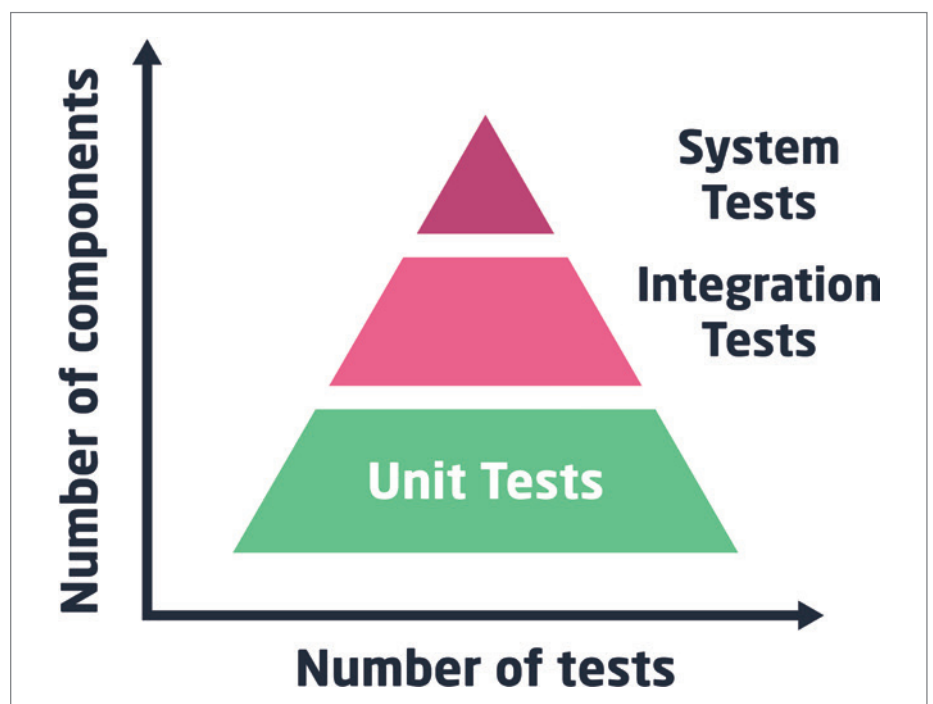 Number of components
System
Tests
Integration
Tests
Unit Tests
Number of tests